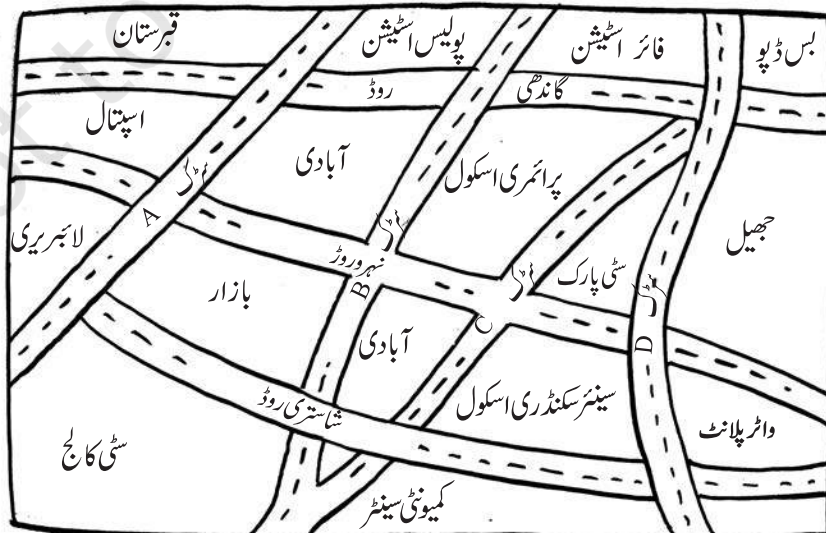 قبرستان
پولیس اسٹیشن
فائر اسٹیشن
بس ڈپو
گاندھی
روڈ
اسپتال
آبادی
پرائمری اسکول
جھیل
لائبریری
A
روڈ
B
نہرو روڈ
روڈ
C
روڈ
سٹی پارک
D
روڈ
بازار
آبادی
سینئر سکنڈری اسکول
واٹر پلانٹ
شاستری روڈ
سٹی کالج
کمیونٹی سینٹر